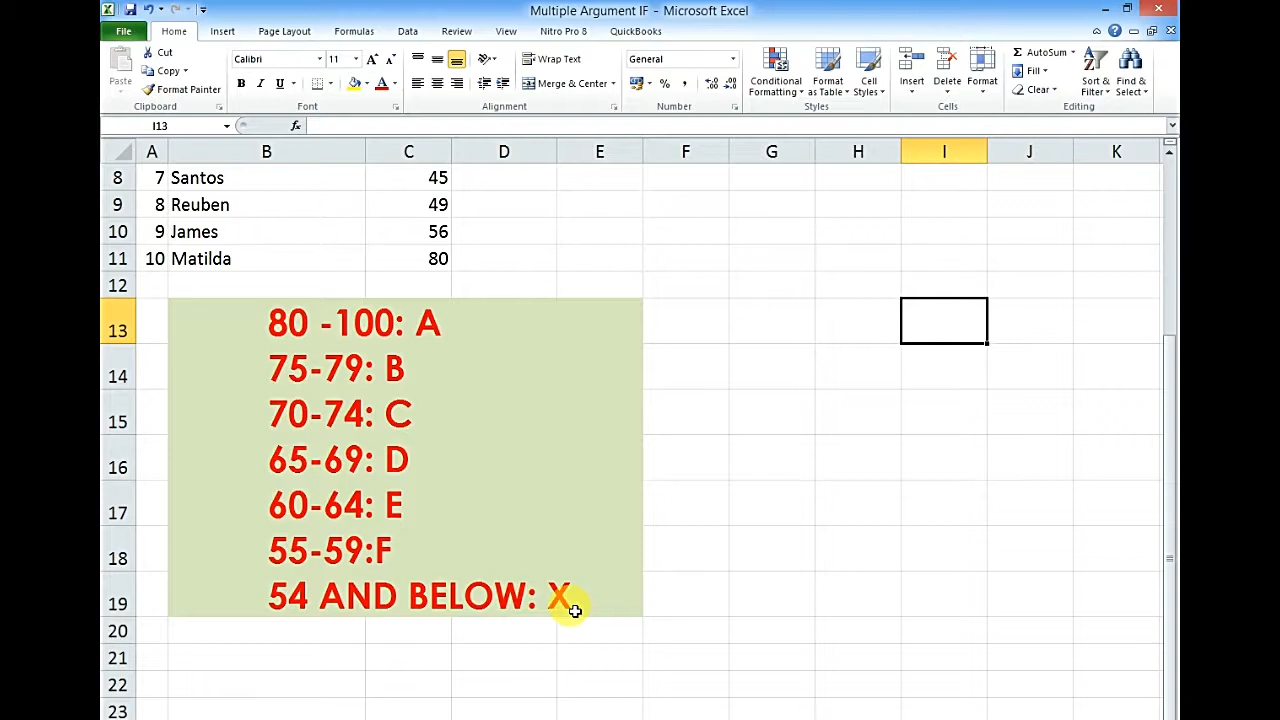 Multiple Argument IF - Microsoft Excel
File Home Insert Page Layout Formulas Data Review View Nitro Pro 8 QuickBooks
Paste
Cut
Copy
Format Painter
Clipboard
Calibri 11
B I U
Font
Wrap Text
Merge & Center
Alignment
General
Number
Conditional Formatting
Format as Table
Cell Styles
Styles
Insert Delete Format
Cells
AutoSum
Fill
Clear
Sort & Filter
Find & Select
Editing
I13 fx
A B C D E F G H I J K
8 7 Santos 45
9 8 Reuben 49
10 9 James 56
11 10 Matilda 80
12
13 80 -100: A
14 75-79: B
15 70-74: C
16 65-69: D
17 60-64: E
18 55-59:F
19 54 AND BELOW: X
20
21
22
23